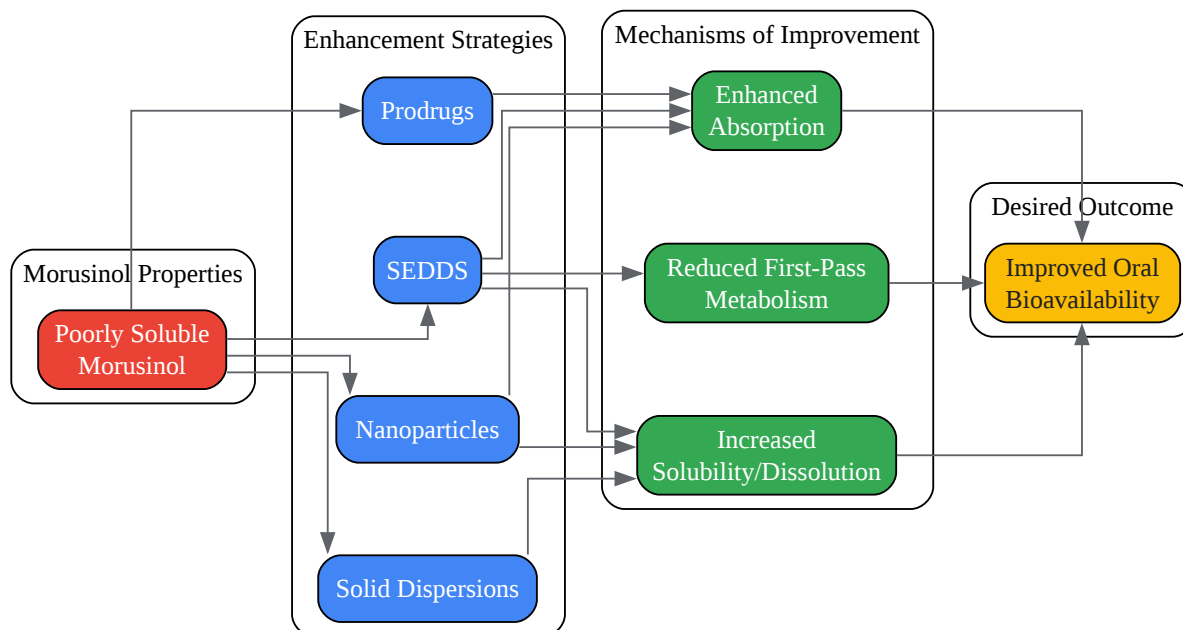 Morusinol Properties
Poorly Soluble
Morusinol
Enhancement Strategies
Prodrugs
SEDDS
Nanoparticles
Solid Dispersions
Mechanisms of Improvement
Enhanced
Absorption
Reduced First-Pass
Metabolism
Increased
Solubility/Dissolution
Desired Outcome
Improved Oral
Bioavailability